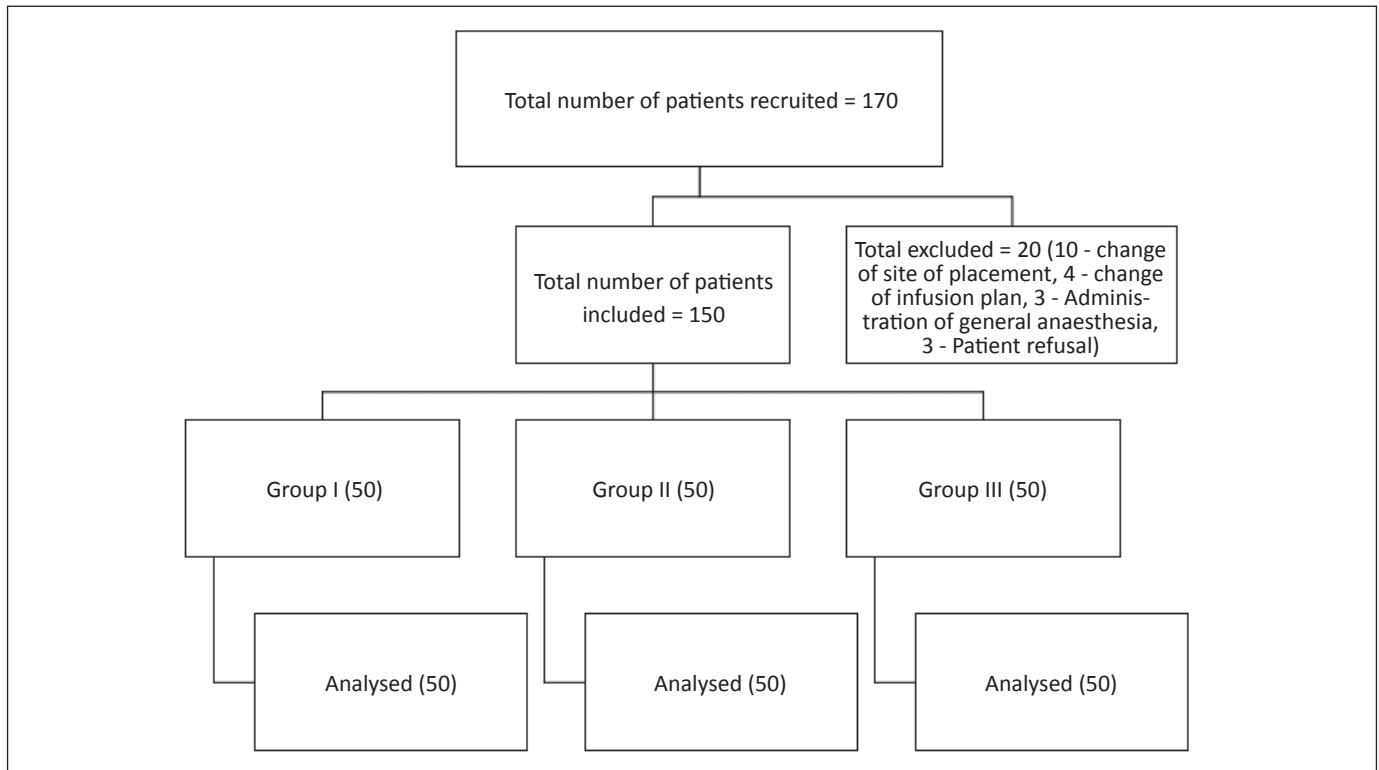 Total number of patients recruited = 170
Total number of patients
included = 150
Total excluded = 20 (10 - change
of site of placement, 4 - change
of infusion plan, 3 - Adminis-
tration of general anaesthesia,
3 - Patient refusal)
Group I (50)
Group II (50)
Group III (50)
Analysed (50)
Analysed (50)
Analysed (50)